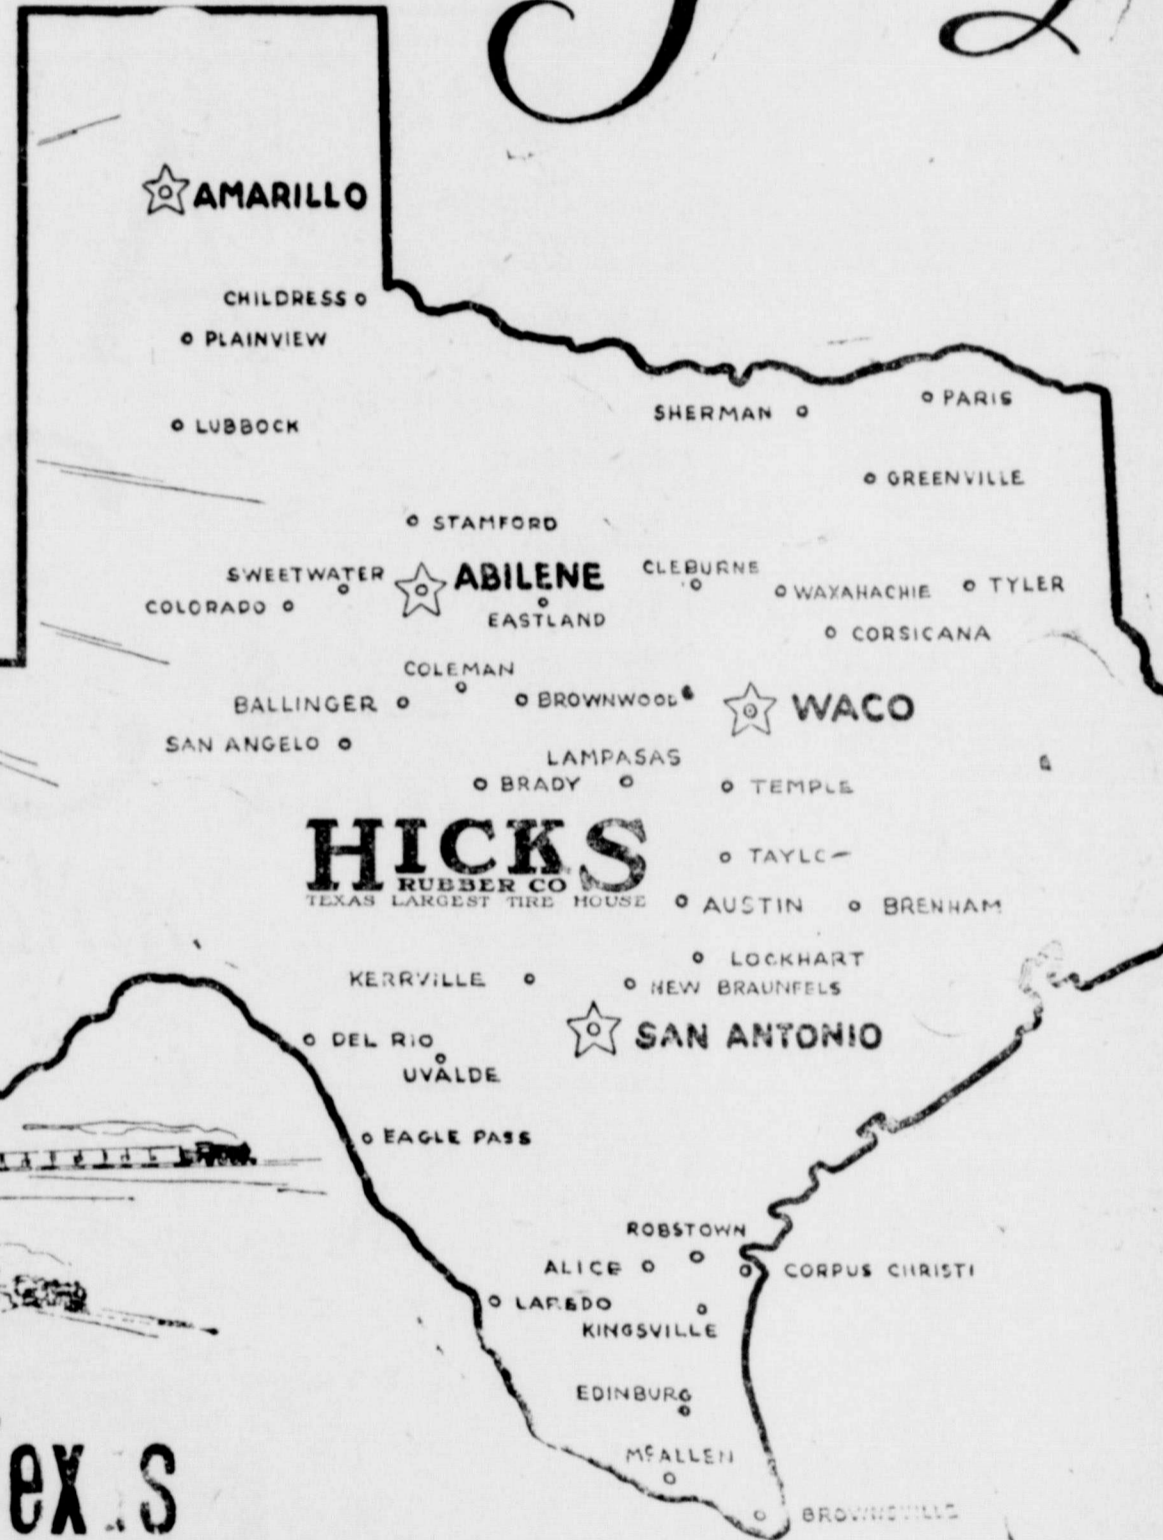 AMARILLO
CHILDRESS
PLAINVIEW
LUBBOCK
SHERMAN
PARIS
GREENVILLE
STAMFORD
SWEETWATER
ABILENE
CLEBURNE
COLORADO
EASTLAND
WAXAHACHIE
TYLER
CORSICANA
COLEMAN
BALLINGER
BROWNWOOD
WACO
SAN ANGELO
LAMPASAS
BRADY
TEMPLE
HICKS
RUBBER CO
TEXAS LARGEST TIRE HOUSE
AUSTIN
BRENHAM
LOCKHART
KERRVILLE
NEW BRAUNFELS
SAN ANTONIO
DEL RIO
UVALDE
EAGLE PASS
ROBSTOWN
ALICE
CORPUS CHRISTI
LAREDO
KINGSVILLE
EDINBURG
McALLEN
BROWNSVILLE